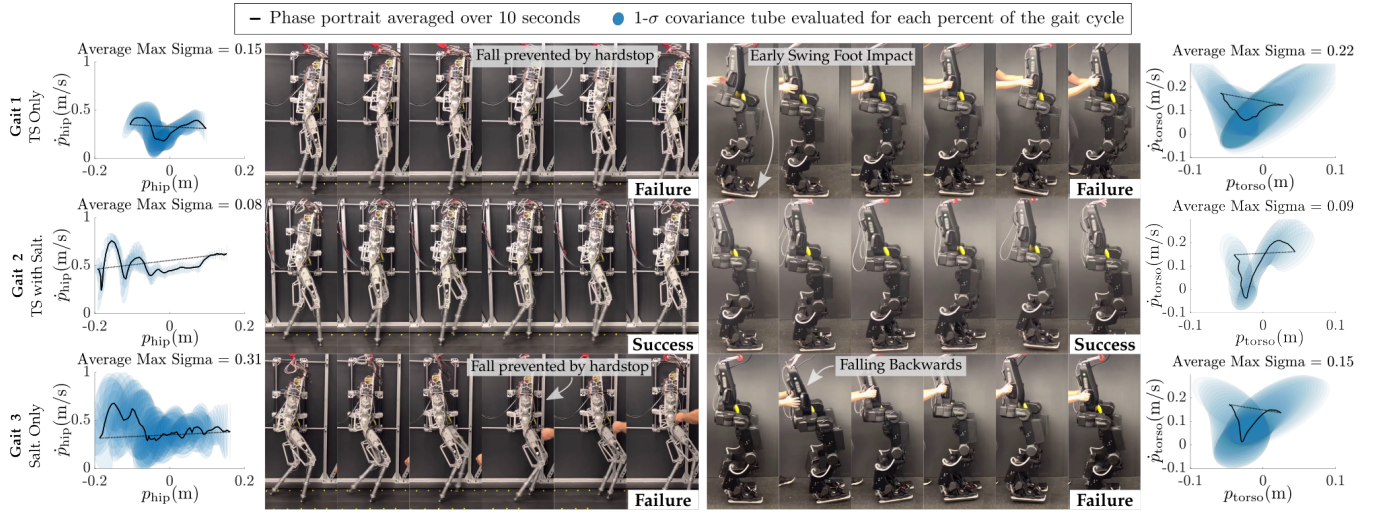 Phase portrait averaged over 10 seconds
1-σ covariance tube evaluated for each percent of the gait cycle
Gait 1
TS Only
Average Max Sigma = 0.15
ṗhip(m/s)
1
0.5
0
-0.2
0
0.2
phip(m)
Fall prevented by hardstop
Failure
Early Swing Foot Impact
Failure
Average Max Sigma = 0.22
ṗtorso(m/s)
0.2
0.1
0
-0.1
-0.1
0
0.1
ptorso(m)
Gait 2
TS with Salt.
Average Max Sigma = 0.08
ṗhip(m/s)
1
0.5
0
-0.2
0
0.2
phip(m)
Success
Success
Average Max Sigma = 0.09
ṗtorso(m/s)
0.2
0.1
0
-0.1
-0.1
0
0.1
ptorso(m)
Gait 3
Salt. Only
Average Max Sigma = 0.31
ṗhip(m/s)
1
0.5
0
-0.2
0
0.2
phip(m)
Fall prevented by hardstop
Failure
Falling Backwards
Failure
Average Max Sigma = 0.15
ṗtorso(m/s)
0.2
0.1
0
-0.1
-0.1
0
0.1
ptorso(m)